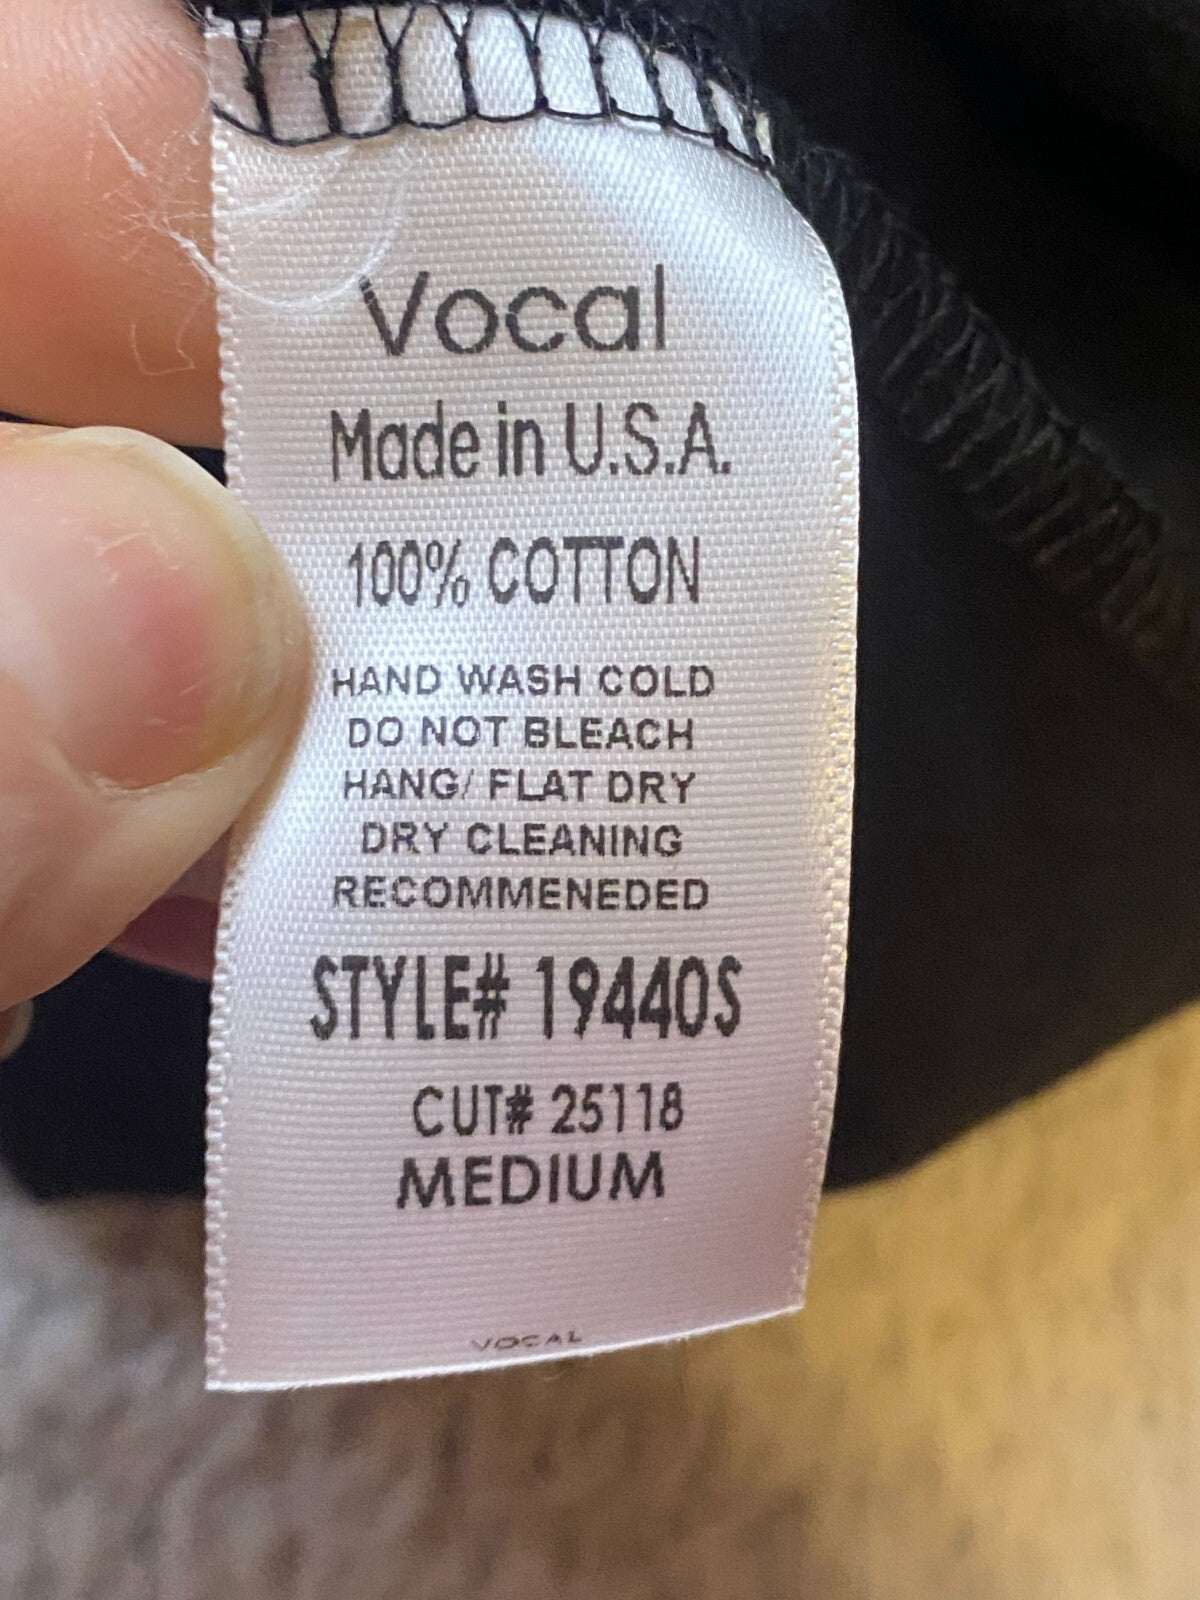 Vocal
Made in U.S.A.
100% COTTON
HAND WASH COLD
DO NOT BLEACH
HANG/ FLAT DRY
DRY CLEANING
RECOMMENEDED
STYLE# 19440S
CUT# 25118
MEDIUM
VOCAL